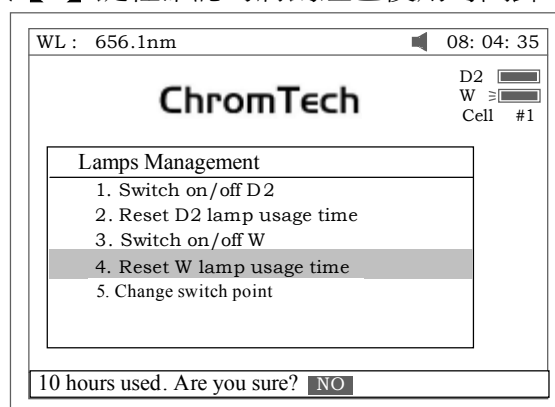 WL : 656.1nm 08: 04: 35
D2
W
Cell #1
ChromTech
Lamps Management
1. Switch on/off D2
2. Reset D2 lamp usage time
3. Switch on/off W
4. Reset W lamp usage time
5. Change switch point
10 hours used. Are you sure? NO